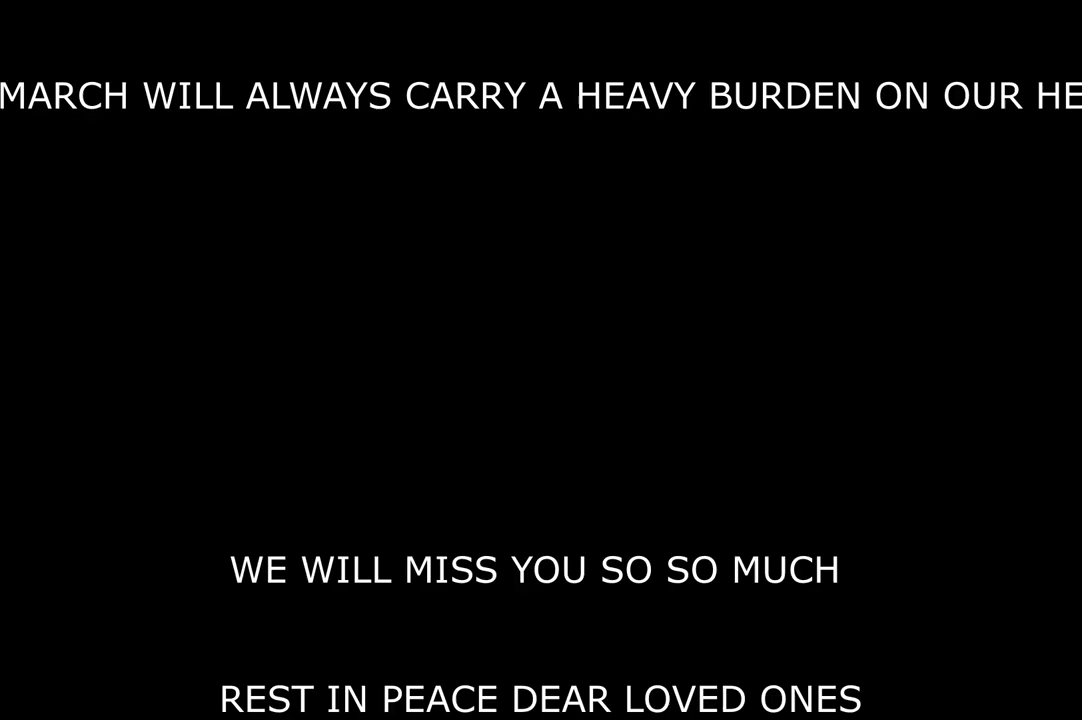 MARCH WILL ALWAYS CARRY A HEAVY BURDEN ON OUR HE
WE WILL MISS YOU SO SO MUCH
REST IN PEACE DEAR LOVED ONES